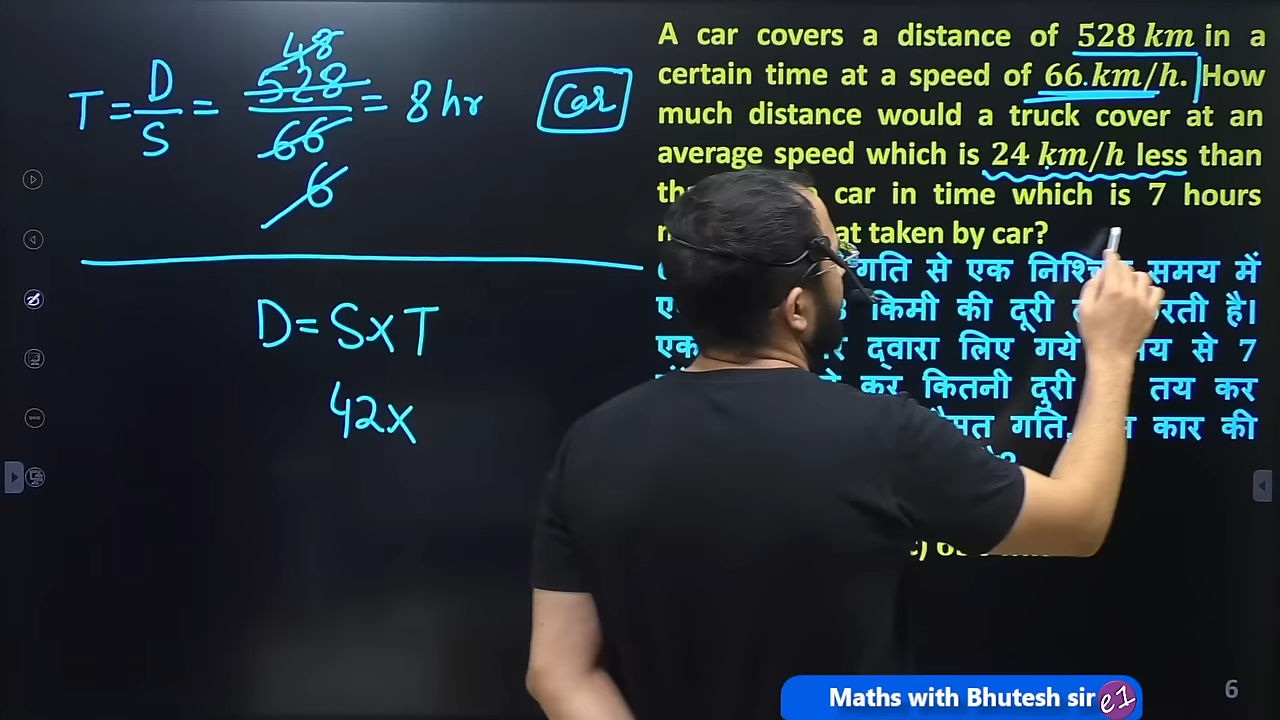 T = D/S = 528/66 = 8 hr
48
6
Car
D = S x T
42x
A car covers a distance of 528 km in a
certain time at a speed of 66 km/h. How
much distance would a truck cover at an
average speed which is 24 km/h less than
car in time which is 7 hours
taken by car?
गति से एक समय में
किमी की दूरी है।
एक द्वारा लिए गये से 7
कर कितनी दुरी तय कर
गति, कार की
Maths with Bhutesh sir e1
6